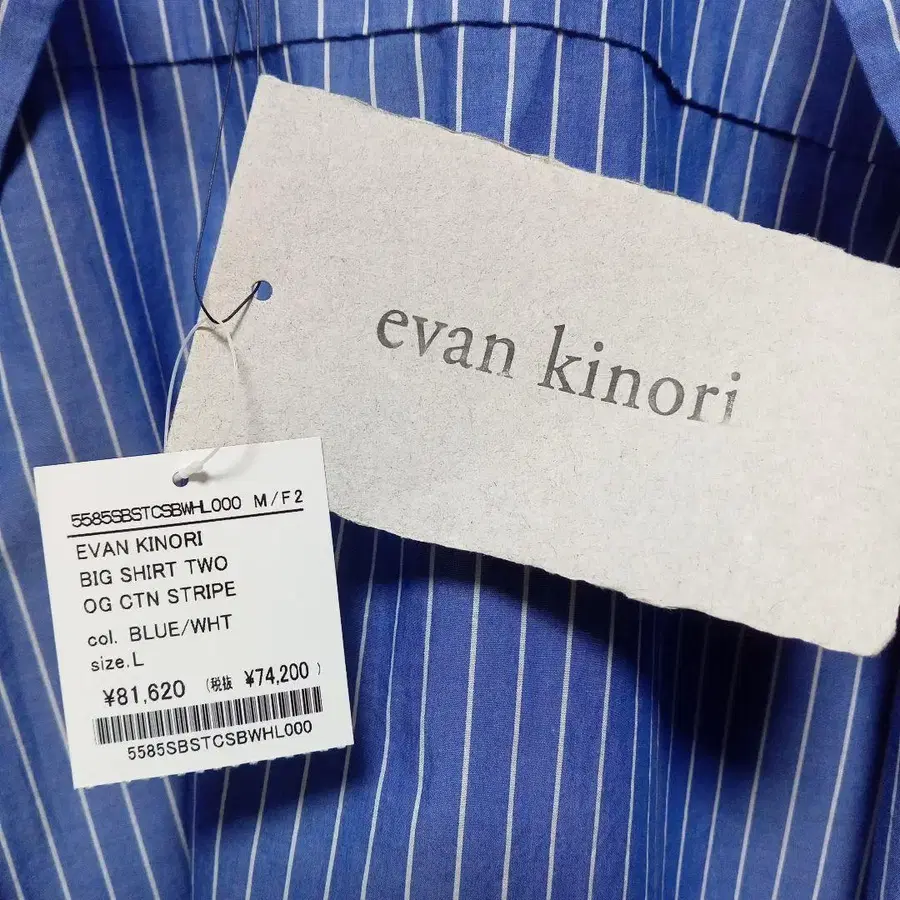 evan kinori
5585SBSTCSBWHL000 M/F2
EVAN KINORI
BIG SHIRT TWO
OG CTN STRIPE
col. BLUE/WHT
size.L
¥81,620 (税抜 ¥74,200)
5585SBSTCSBWHL000